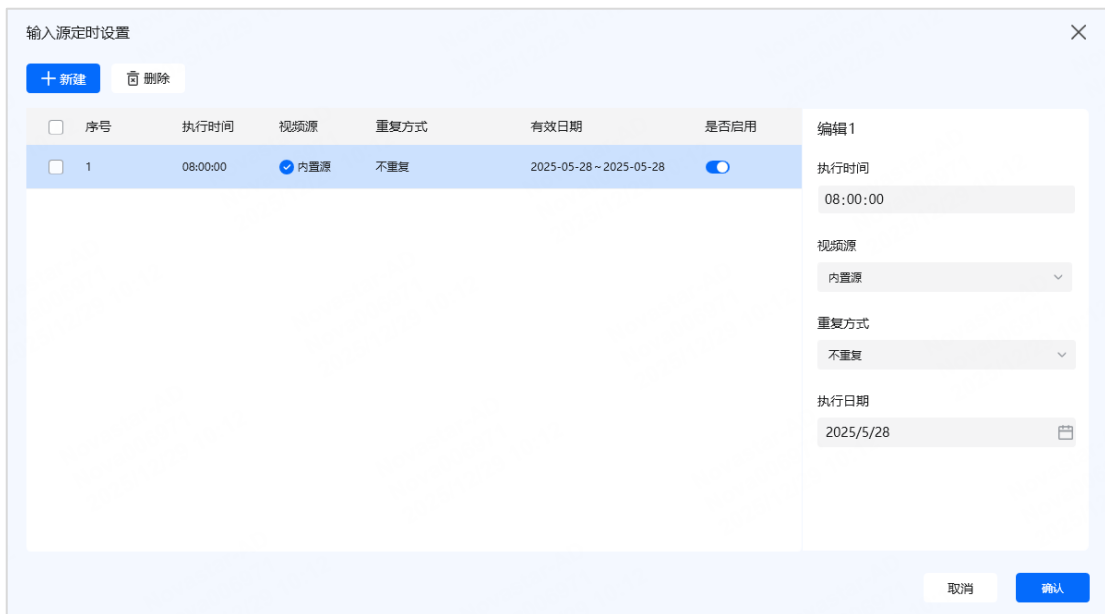 输入源定时设置
新建 删除
序号 执行时间 视频源 重复方式 有效日期 是否启用
1 08:00:00 内置源 不重复 2025-05-28~2025-05-28
编辑1
执行时间
08:00:00
视频源
内置源
重复方式
不重复
执行日期
2025/5/28
取消 确认